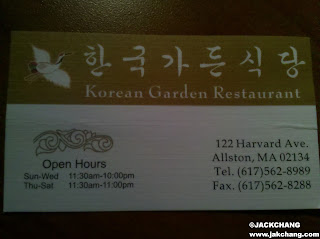 한국가든식당
Korean Garden Restaurant
122 Harvard Ave.
Allston, MA 02134
Tel. (617)562-8989
Fax. (617)562-8288
Open Hours
Sun-Wed 11:30am-10:00pm
Thu-Sat 11:30am-11:00pm
©JACKCHANG
www.jakchang.com